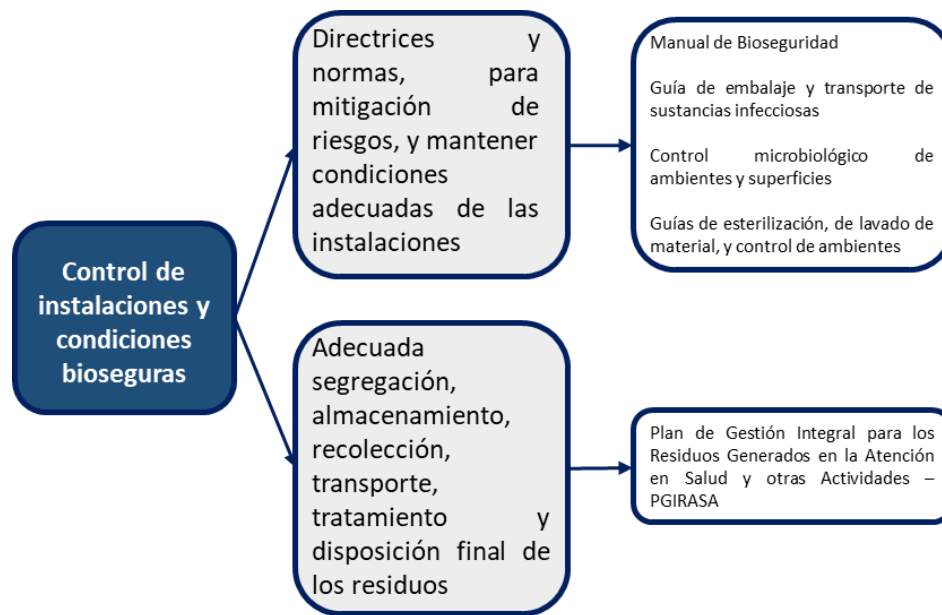 Control de
instalaciones y
condiciones
bioseguras
Directrices y
normas, para
mitigación de
riesgos, y mantener
condiciones
adecuadas de las
instalaciones
Manual de Bioseguridad
Guía de embalaje y transporte de
sustancias infecciosas
Control microbiológico de
ambientes y superficies
Guías de esterilización, de lavado de
material, y control de ambientes
Adecuada
segregación,
almacenamiento,
recolección,
transporte,
tratamiento y
disposición final de
los residuos
Plan de Gestión Integral para los
Residuos Generados en la Atención
en Salud y otras Actividades –
PGIRASA